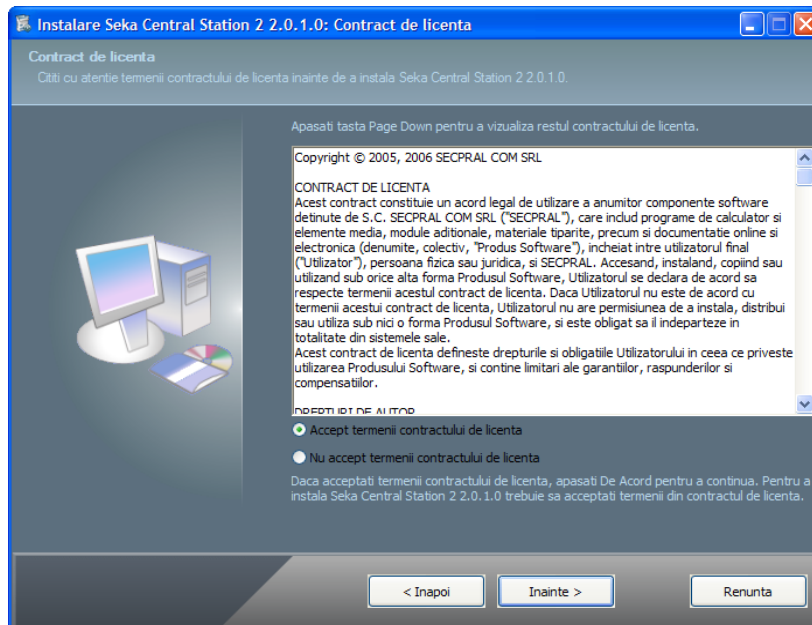 Instalare Seka Central Station 2 2.0.1.0: Contract de licenta
Contract de licenta
Cititi cu atentie termenii contractului de licenta inainte de a instala Seka Central Station 2 2.0.1.0.
Apasati tasta Page Down pentru a vizualiza restul contractului de licenta.
Copyright © 2005, 2006 SECPRAL COM SRL
CONTRACT DE LICENTA
Acest contract constituie un acord legal de utilizare a anumitor componente software
detinute de S.C. SECPRAL COM SRL ("SECPRAL"), care includ programe de calculator si
elemente media, module aditionale, materiale tiparite, precum si documentatie online si
electronica (denumite, colectiv, "Produs Software"), incheiat intre utilizatorul final
("Utilizator"), persoana fizica sau juridica, si SECPRAL. Accesand, instaland, copiind sau
utilizand sub orice alta forma Produsul Software, Utilizatorul se declara de acord sa
respecte termenii acestui contract de licenta. Daca Utilizatorul nu este de acord cu
termenii acestui contract de licenta, Utilizatorul nu are permisiunea de a instala, distribui
sau utiliza sub nici o forma Produsul Software, si este obligat sa il indeparteze in
totalitate din sistemele sale.
Acest contract de licenta defineste drepturile si obligatiile Utilizatorului in ceea ce priveste
utilizarea Produsului Software, si contine limitari ale garantiilor, raspunderilor si
compensatiilor.
DREPTURI DE AUTOR
Accept termenii contractului de licenta
Nu accept termenii contractului de licenta
Daca acceptati termenii contractului de licenta, apasati De Acord pentru a continua. Pentru a
instala Seka Central Station 2 2.0.1.0 trebuie sa acceptati termenii din contractul de licenta.
< Inapoi
Inainte >
Renunta